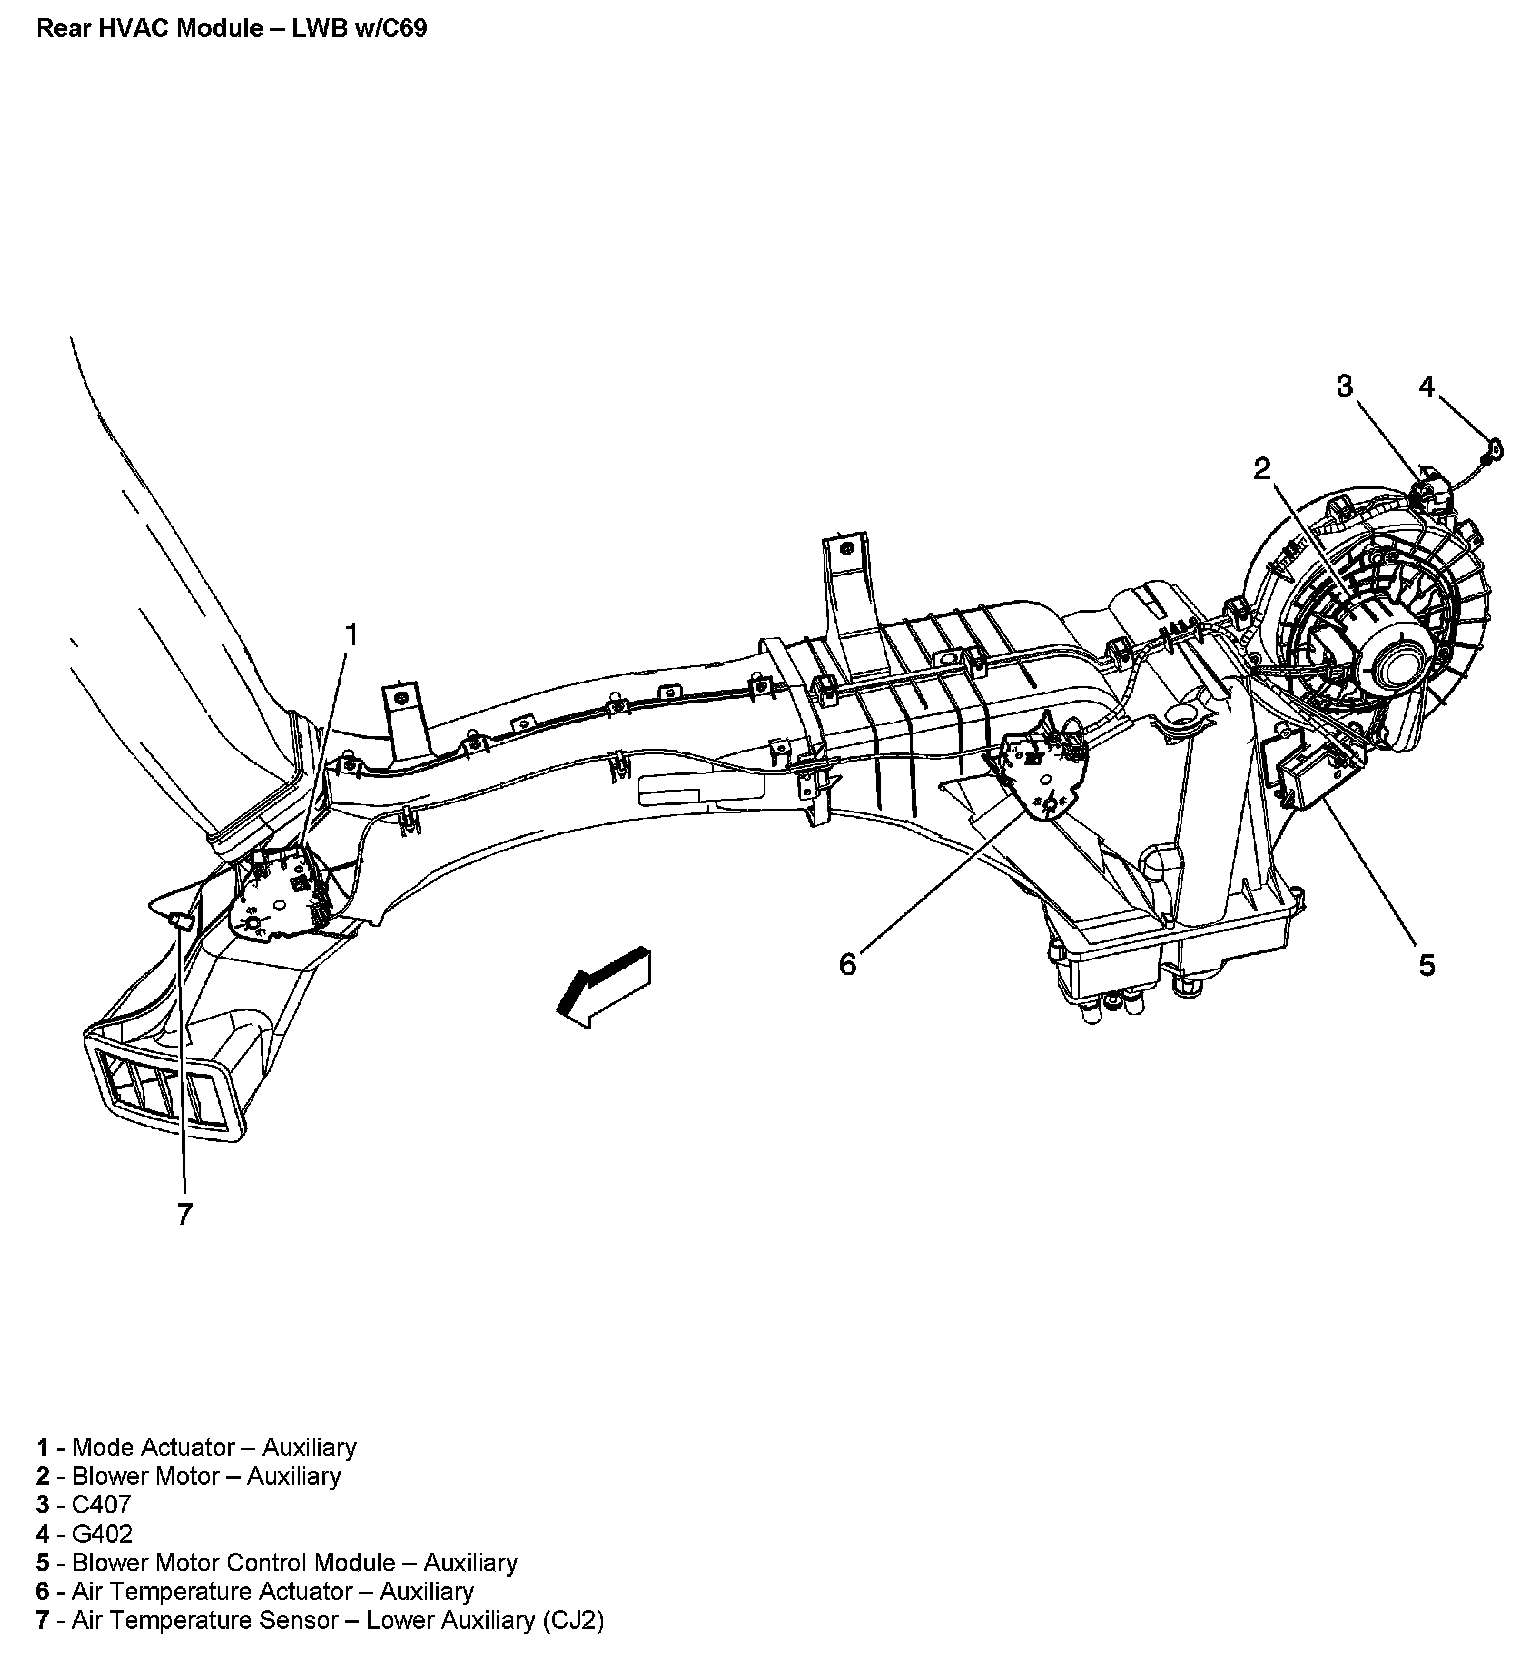 Rear HVAC Module – LWB w/C69
3
4
2
1
6
5
7
1 - Mode Actuator – Auxiliary
2 - Blower Motor – Auxiliary
3 - C407
4 - G402
5 - Blower Motor Control Module – Auxiliary
6 - Air Temperature Actuator – Auxiliary
7 - Air Temperature Sensor – Lower Auxiliary (CJ2)